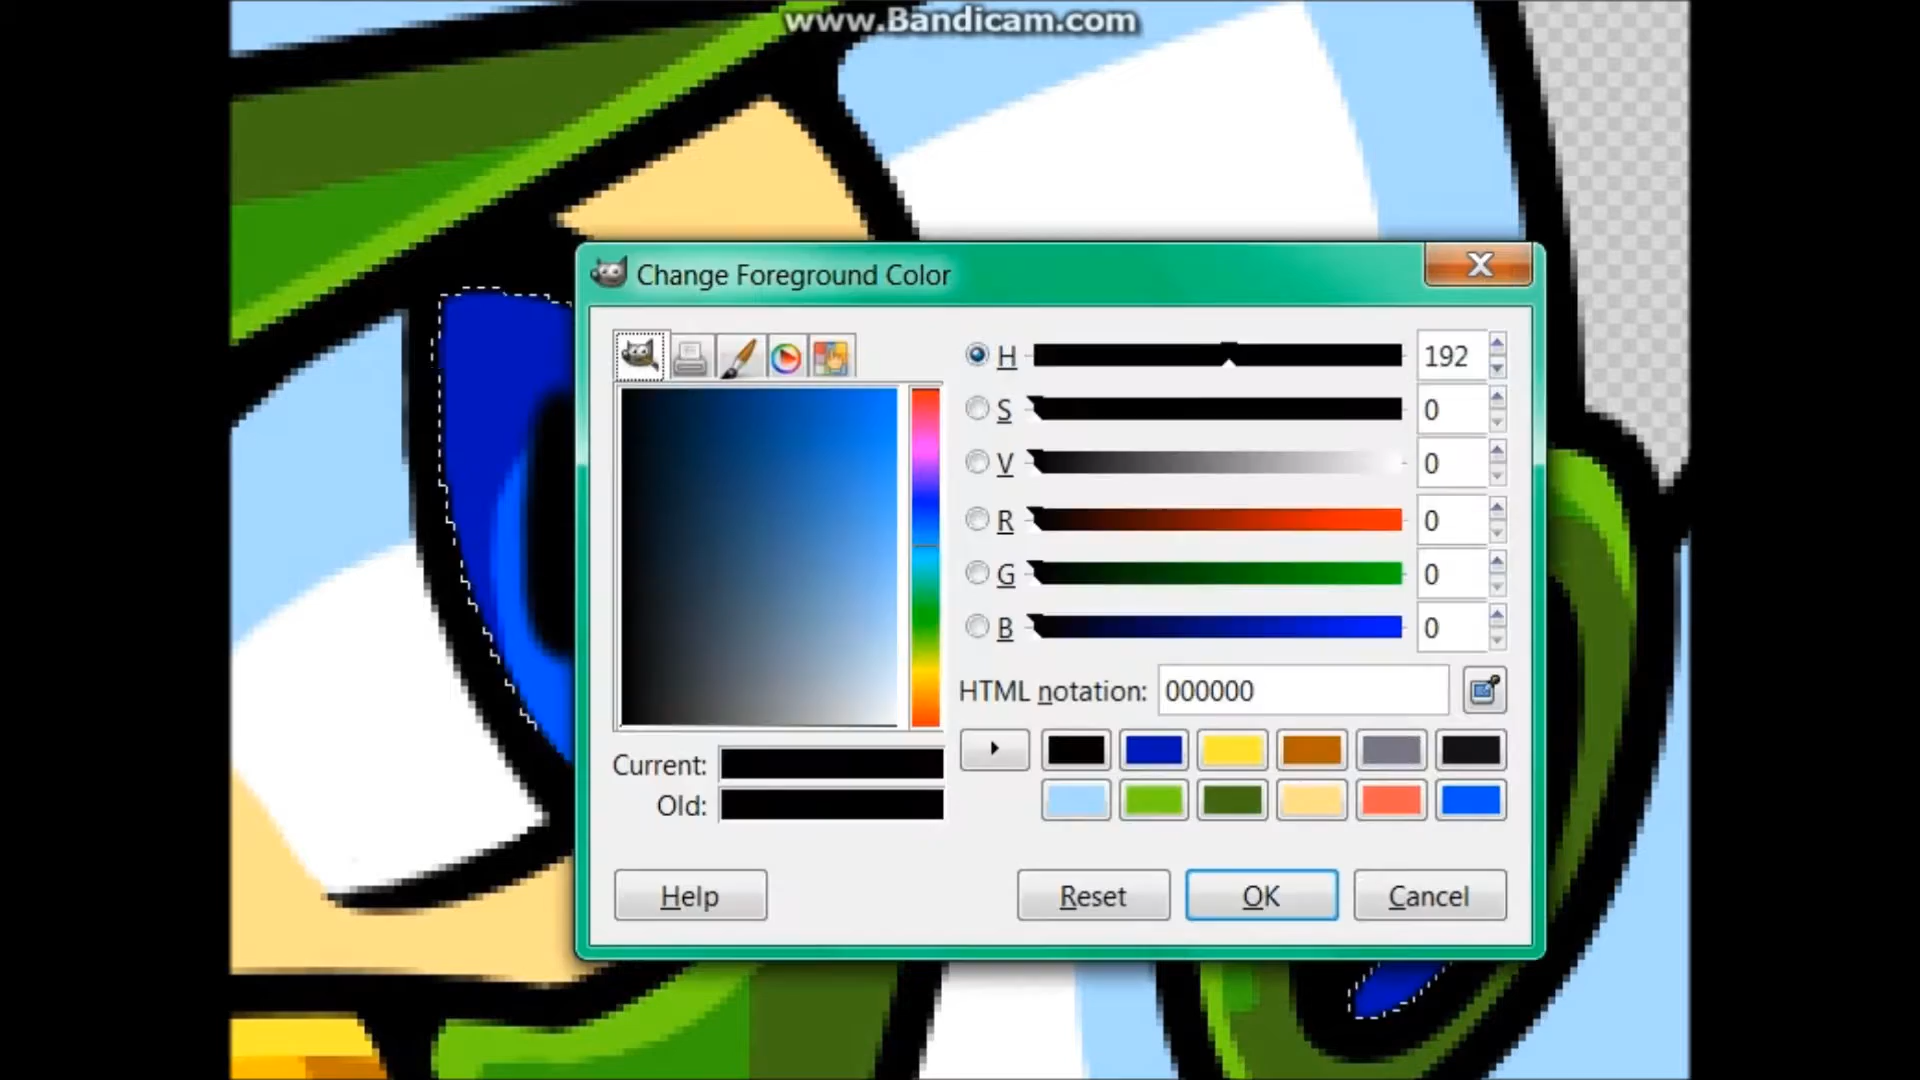 www.Bandicam.com
Change Foreground Color
H 192
S 0
V 0
R 0
G 0
B 0
HTML notation: 000000
Current:
Old:
Help Reset OK Cancel